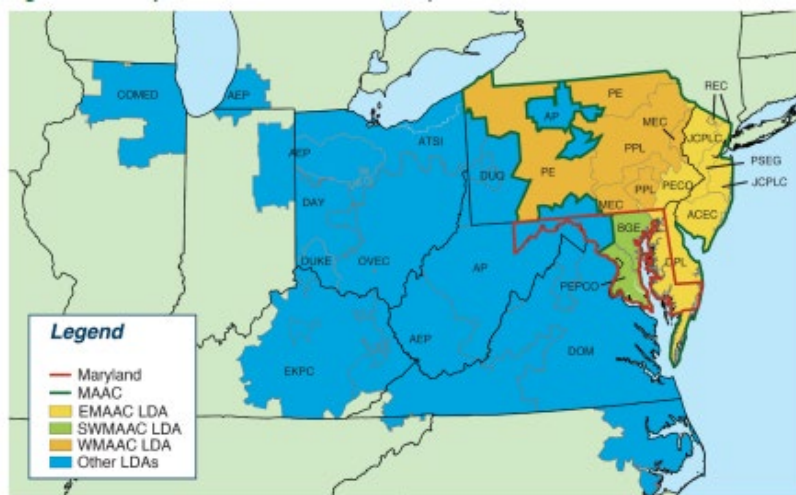 COMED
AEP
AEP
DAY
DUKE
OVEC
ATSI
DUQ
PE
AP
PE
MEC
PPL
PPL
MEC
PECO
REC
JCPLC
PSEG
JCPLC
ACEC
BGE
DPL
PEPCO
AP
AEP
EKPC
DOM
Legend
Maryland
MAAC
EMAAC LDA
SWMAAC LDA
WMAAC LDA
Other LDAs